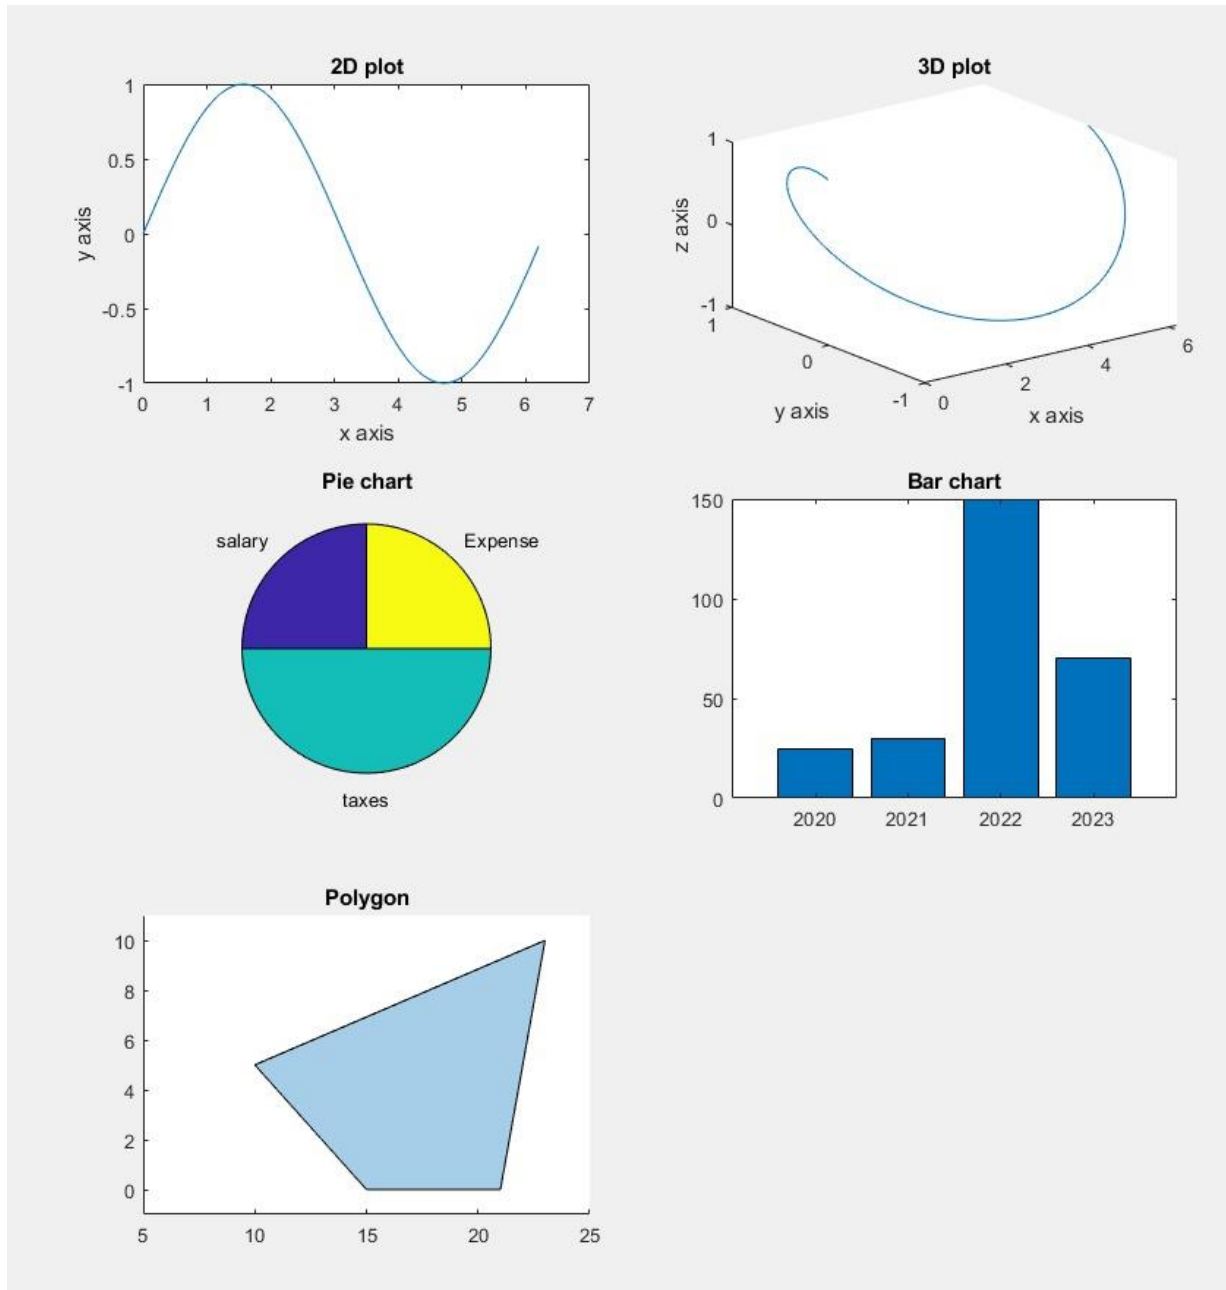 2D plot
1
0.5
0
-0.5
-1
y axis
0 1 2 3 4 5 6 7
x axis
3D plot
1
0
-1
z axis
1
0
-1
y axis
0
2
4
6
x axis
Pie chart
salary
Expense
taxes
Bar chart
150
100
50
0
2020 2021 2022 2023
Polygon
10
8
6
4
2
0
5 10 15 20 25